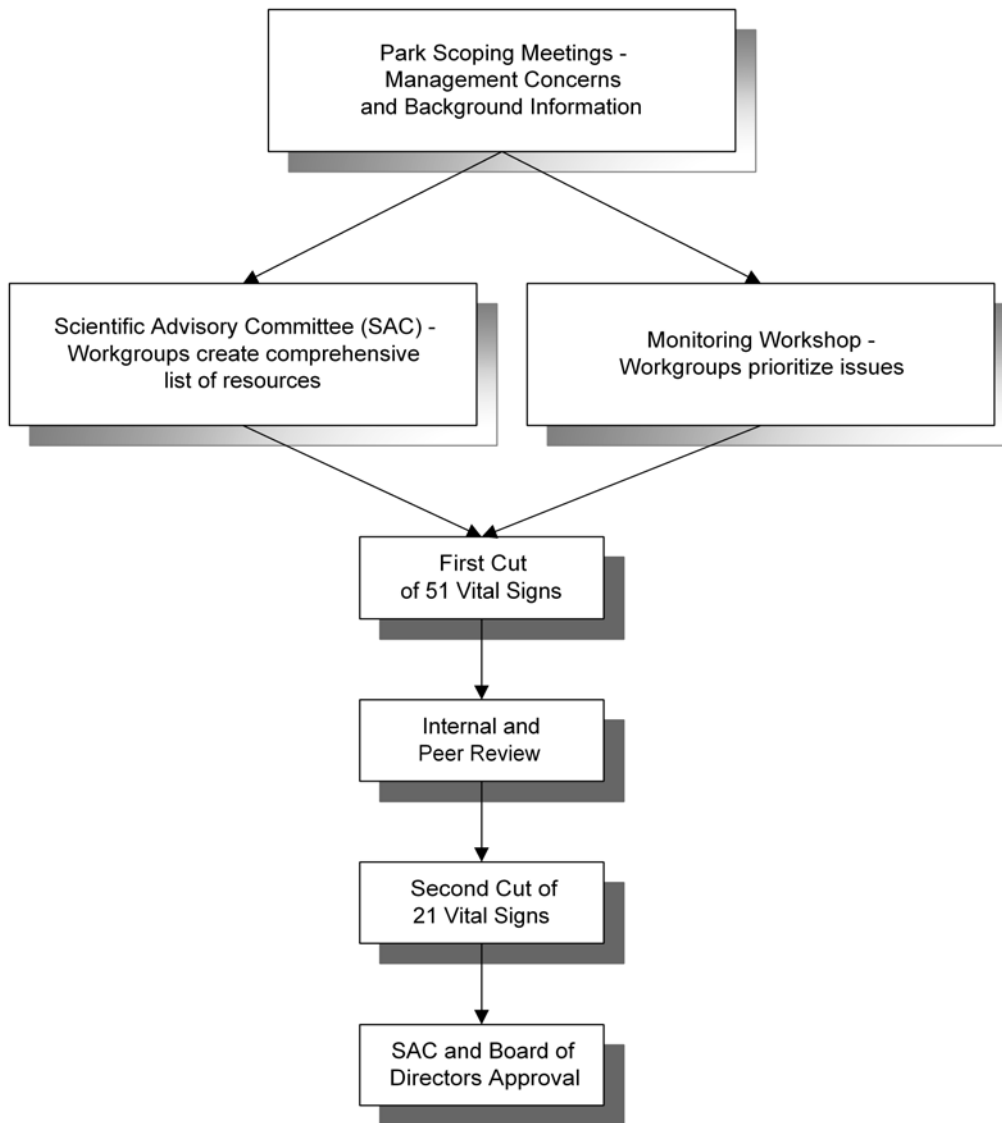 Park Scoping Meetings -
Management Concerns
and Background Information
Scientific Advisory Committee (SAC) -
Workgroups create comprehensive
list of resources
Monitoring Workshop -
Workgroups prioritize issues
First Cut
of 51 Vital Signs
Internal and
Peer Review
Second Cut of
21 Vital Signs
SAC and Board of
Directors Approval